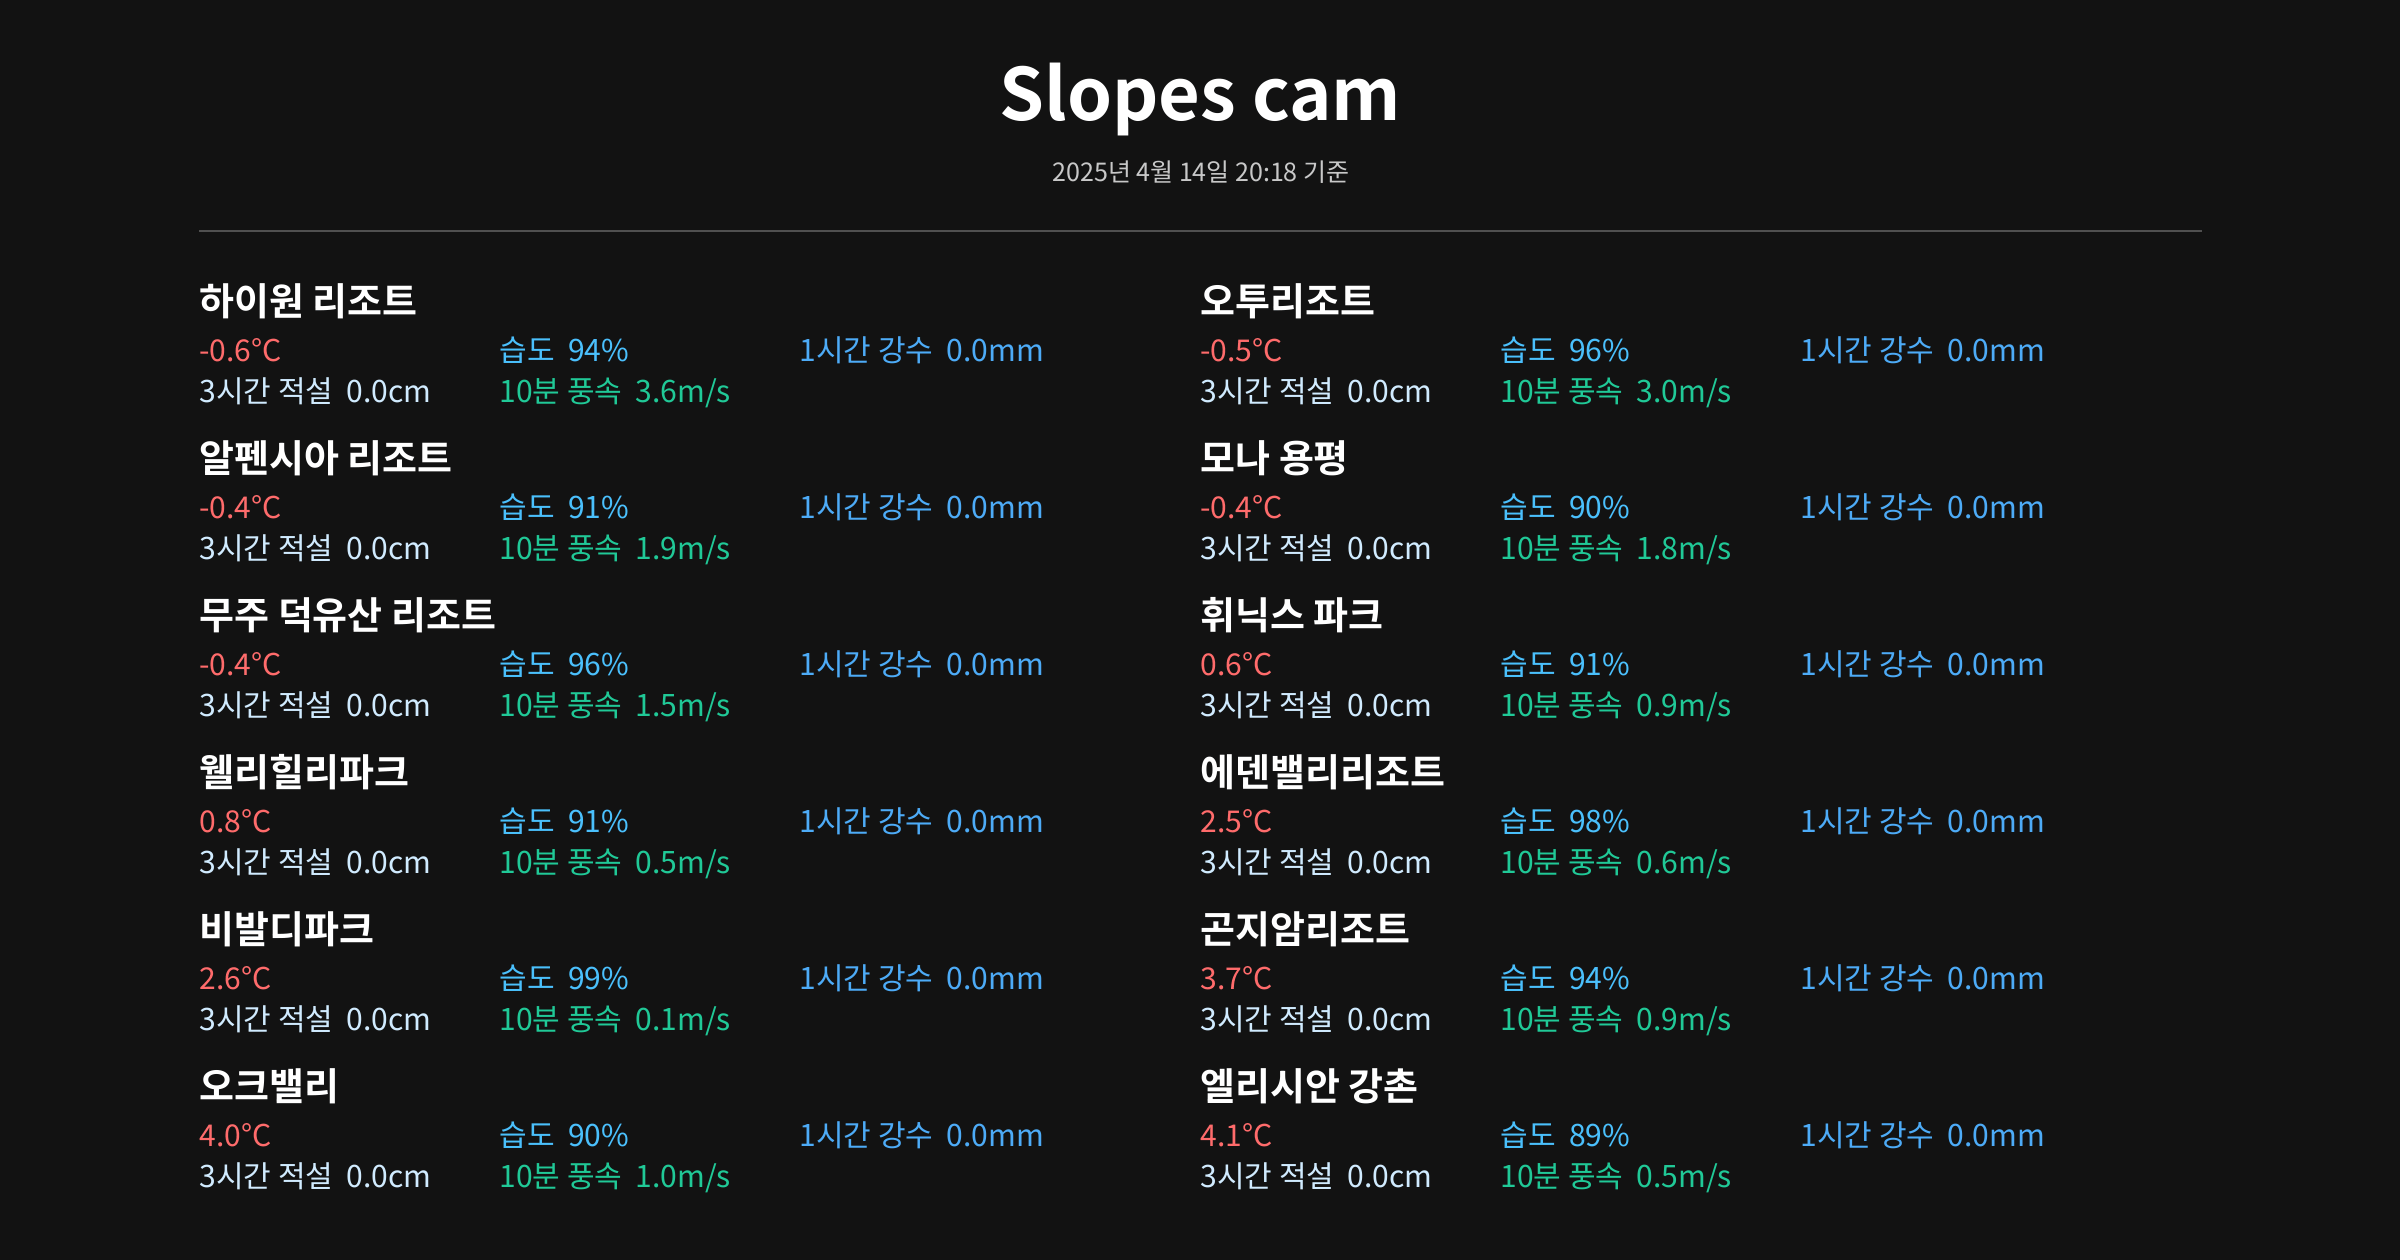 Slopes cam
2025년 4월 14일 20:18 기준
하이원 리조트
-0.6°C 습도 94% 1시간 강수 0.0mm
3시간 적설 0.0cm 10분 풍속 3.6m/s
오투리조트
-0.5°C 습도 96% 1시간 강수 0.0mm
3시간 적설 0.0cm 10분 풍속 3.0m/s
알펜시아 리조트
-0.4°C 습도 91% 1시간 강수 0.0mm
3시간 적설 0.0cm 10분 풍속 1.9m/s
모나 용평
-0.4°C 습도 90% 1시간 강수 0.0mm
3시간 적설 0.0cm 10분 풍속 1.8m/s
무주 덕유산 리조트
-0.4°C 습도 96% 1시간 강수 0.0mm
3시간 적설 0.0cm 10분 풍속 1.5m/s
휘닉스 파크
0.6°C 습도 91% 1시간 강수 0.0mm
3시간 적설 0.0cm 10분 풍속 0.9m/s
웰리힐리파크
0.8°C 습도 91% 1시간 강수 0.0mm
3시간 적설 0.0cm 10분 풍속 0.5m/s
에덴밸리리조트
2.5°C 습도 98% 1시간 강수 0.0mm
3시간 적설 0.0cm 10분 풍속 0.6m/s
비발디파크
2.6°C 습도 99% 1시간 강수 0.0mm
3시간 적설 0.0cm 10분 풍속 0.1m/s
곤지암리조트
3.7°C 습도 94% 1시간 강수 0.0mm
3시간 적설 0.0cm 10분 풍속 0.9m/s
오크밸리
4.0°C 습도 90% 1시간 강수 0.0mm
3시간 적설 0.0cm 10분 풍속 1.0m/s
엘리시안 강촌
4.1°C 습도 89% 1시간 강수 0.0mm
3시간 적설 0.0cm 10분 풍속 0.5m/s